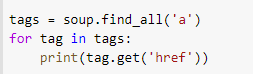 tags = soup.find_all('a')
for tag in tags:
    print(tag.get('href'))